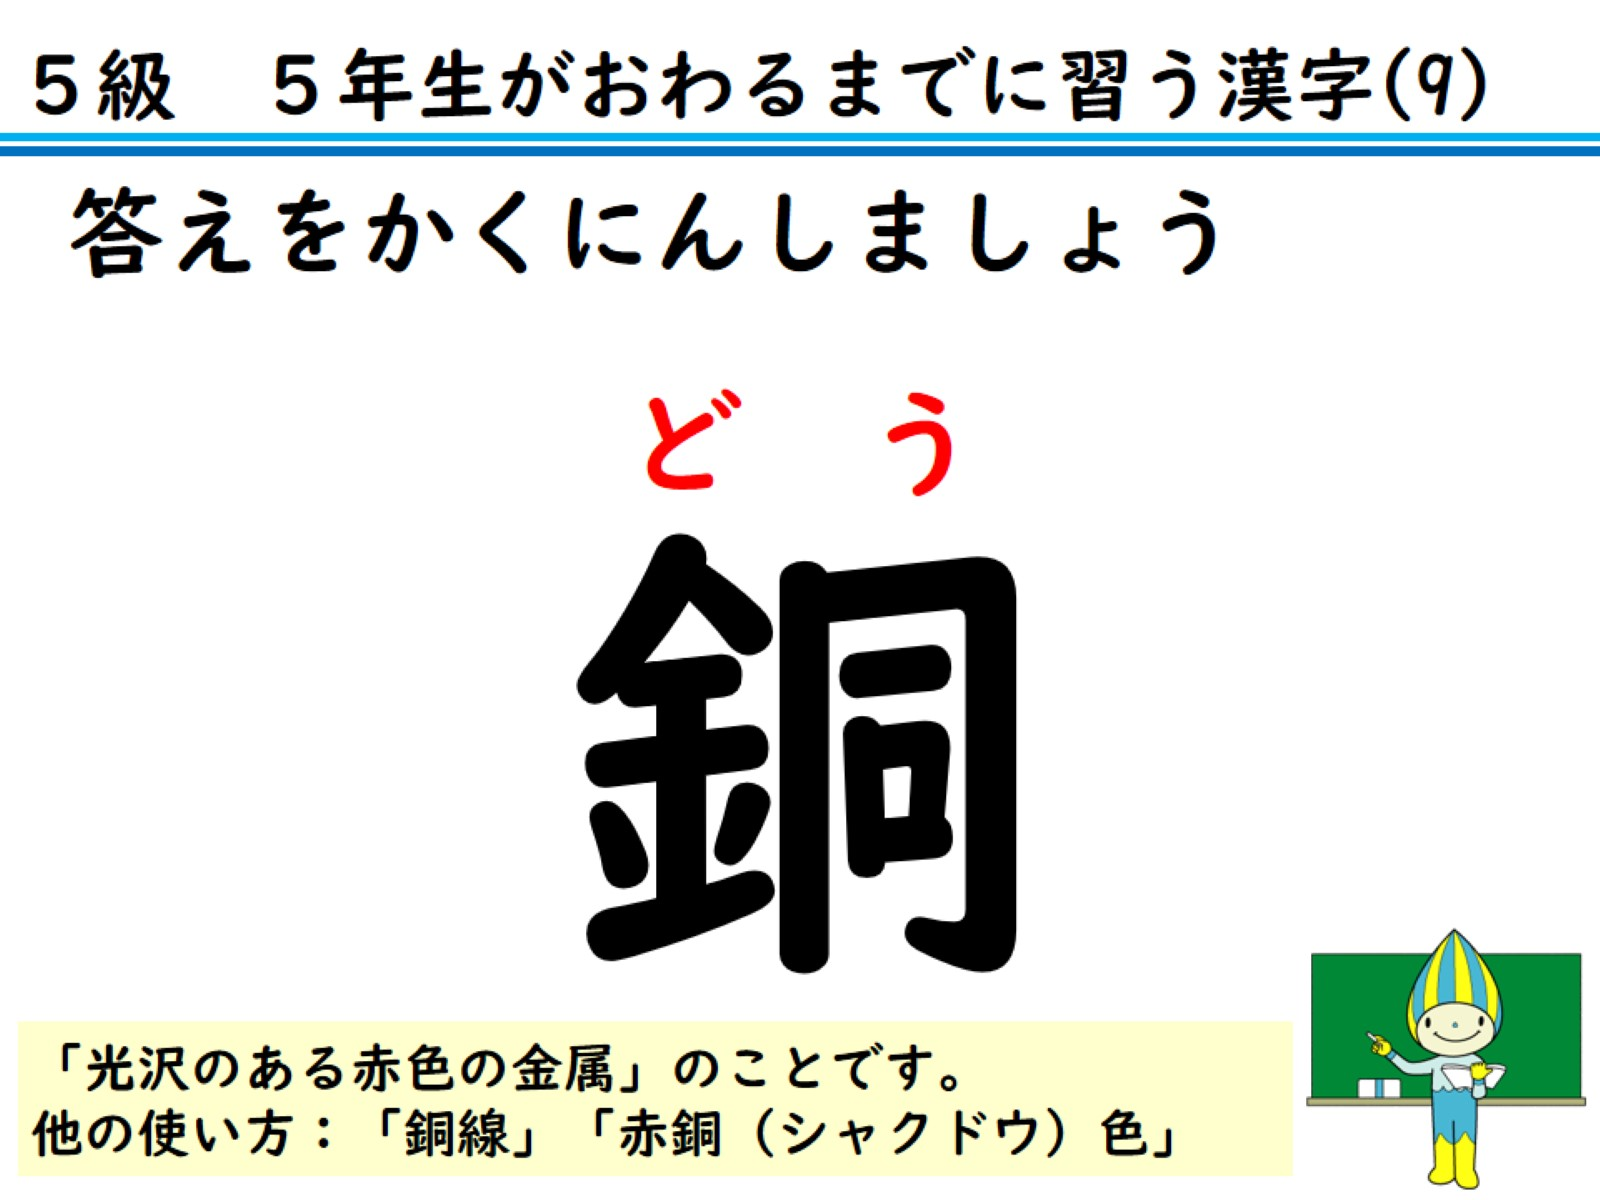 ５級　５年生がおわるまでに習う漢字(9)
答えをかくにんしましょう
どう
銅
「光沢のある赤色の金属」のことです。
他の使い方：「銅線」「赤銅（シャクドウ）色」